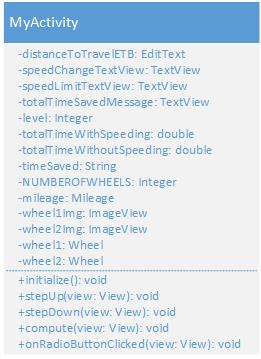 MyActivity
-distanceToTravelETB: EditText
-speedChangeTextView: TextView
-speedLimitTextView: TextView
-totalTimeSavedMessage: TextView
-level: Integer
-totalTimeWithSpeeding: double
-totalTimeWithoutSpeeding: double
-timeSaved: String
-NUMBEROFWHEELS: Integer
-mileage: Mileage
-wheel1Img: ImageView
-wheel2Img: ImageView
-wheel1: Wheel
-wheel2: Wheel
+initialize(): void
+stepUp(view: View): void
+stepDown(view: View): void
+compute(view: View): void
+onRadioButtonClicked(view: View): void